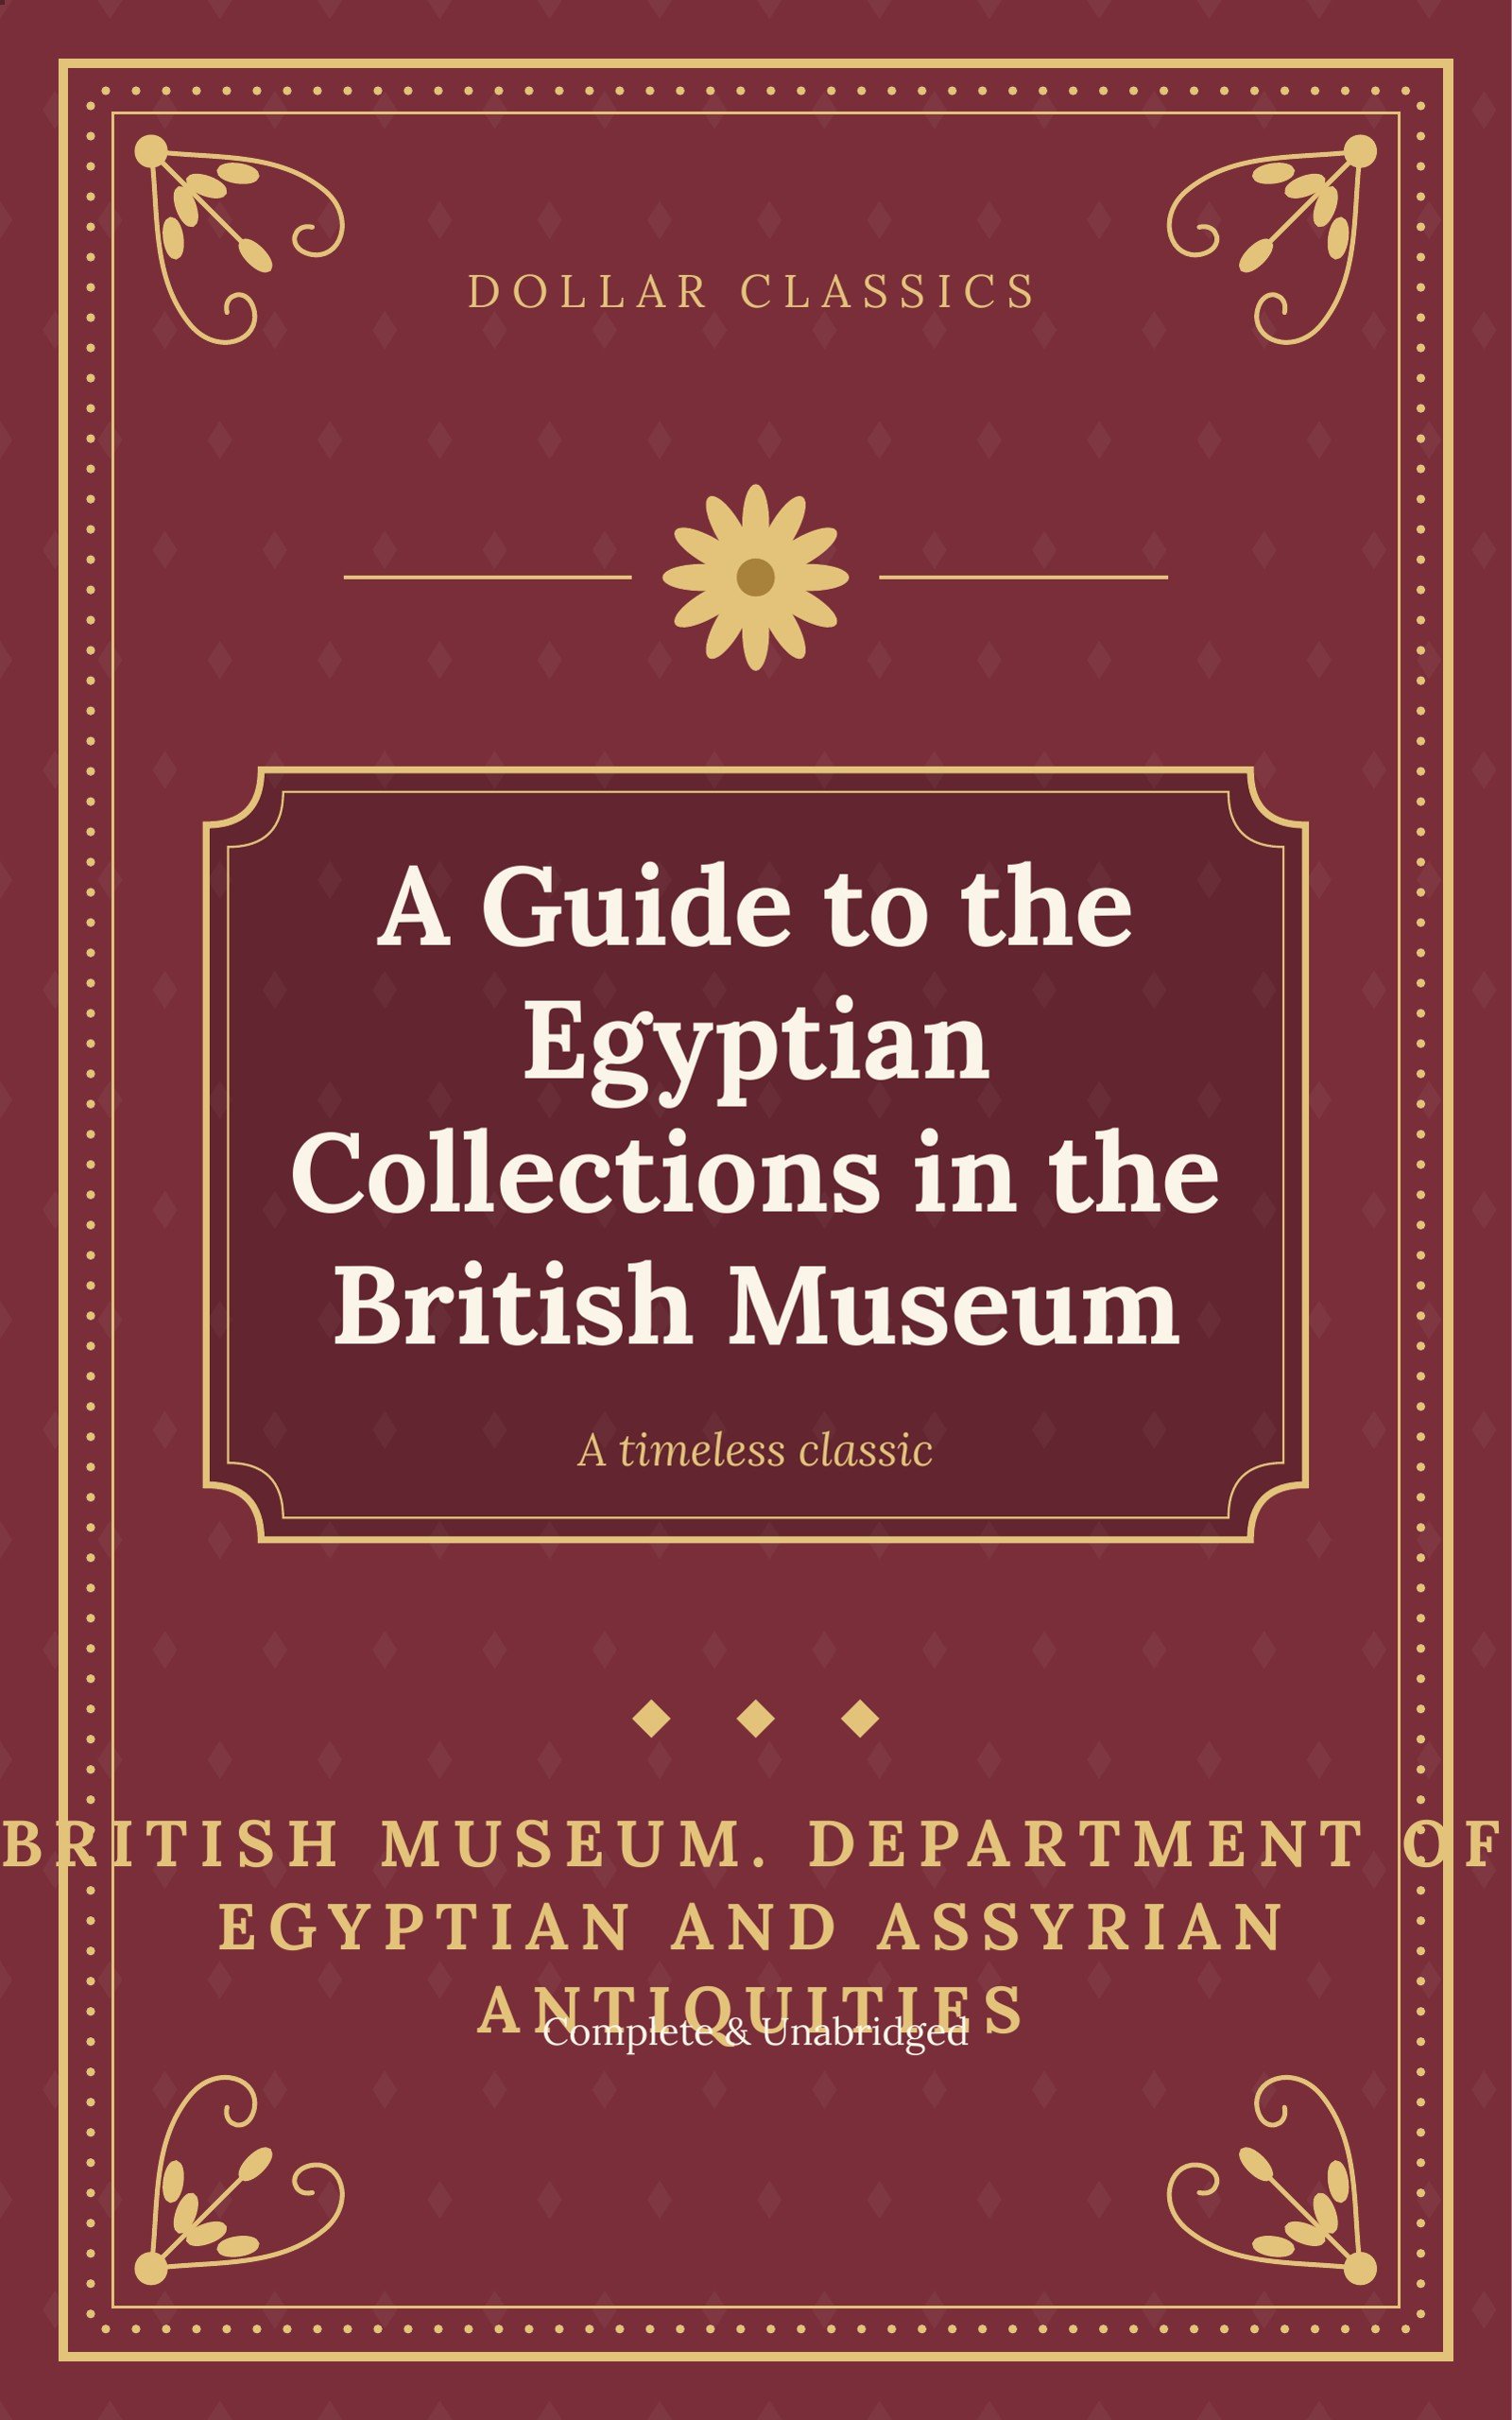 DOLLAR CLASSICS
A Guide to the
Egyptian
Collections in the
British Museum
A timeless classic
BRITISH MUSEUM. DEPARTMENT OF
EGYPTIAN AND ASSYRIAN
ANTIQUITIES
Complete & Unabridged